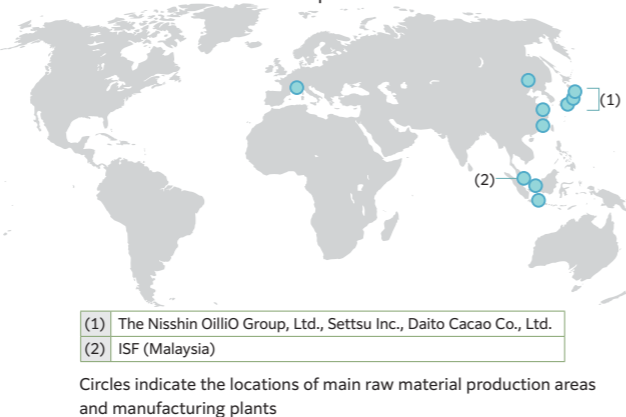 (1)
(2)
(1) The Nisshin OilliO Group, Ltd., Settsu Inc., Daito Cacao Co., Ltd.
(2) ISF (Malaysia)
Circles indicate the locations of main raw material production areas
and manufacturing plants